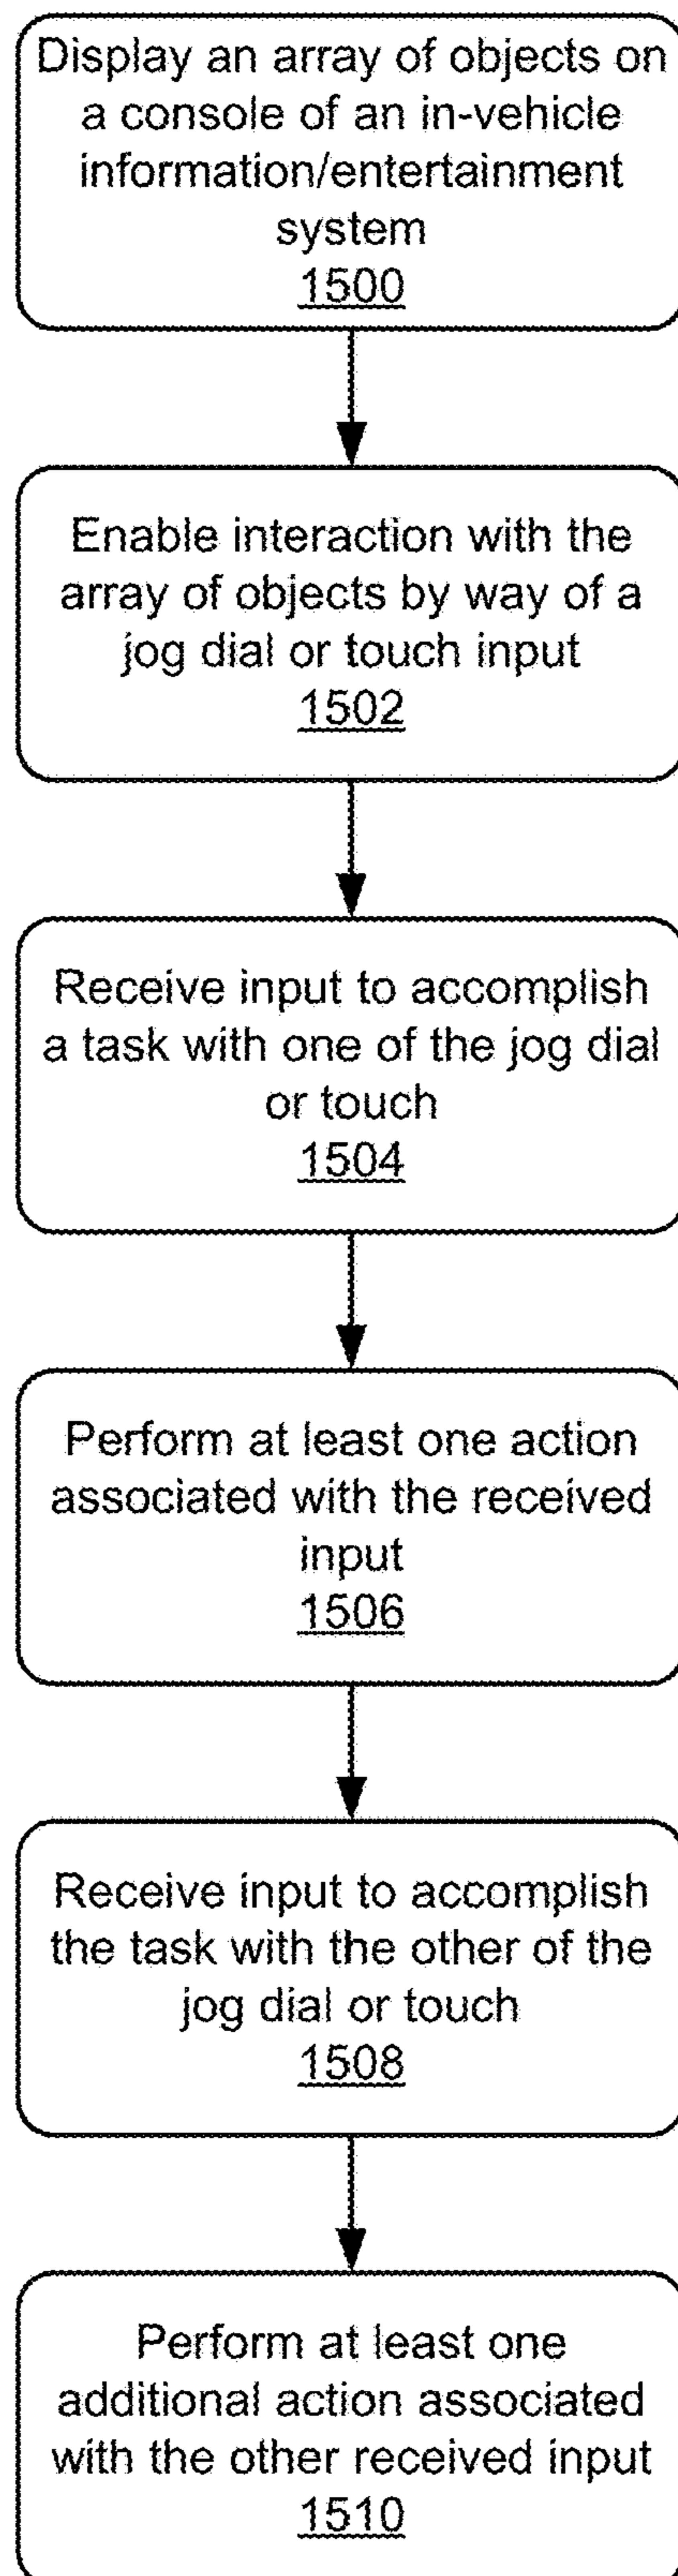 Display an array of objects on
a console of an in-vehicle
information/entertainment
system
1500
Enable interaction with the
array of objects by way of a
jog dial or touch input
1502
Receive input to accomplish
a task with one of the jog dial
or touch
1504
Perform at least one action
associated with the received
input
1506
Receive input to accomplish
the task with the other of the
jog dial or touch
1508
Perform at least one
additional action associated
with the other received input
1510